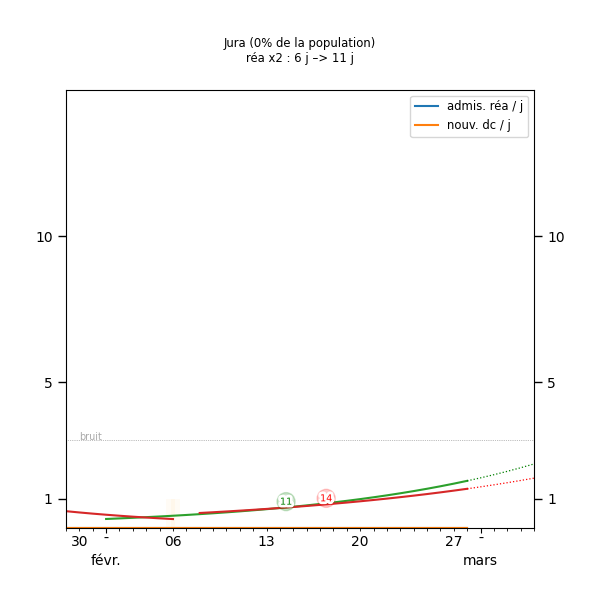 Jura (0% de la population)
réa x2 : 6 j –> 11 j
admis. réa / j
nouv. dc / j
10
10
5
5
bruit
1
11
14
1
30
-
06
13
20
27
-
févr.
mars